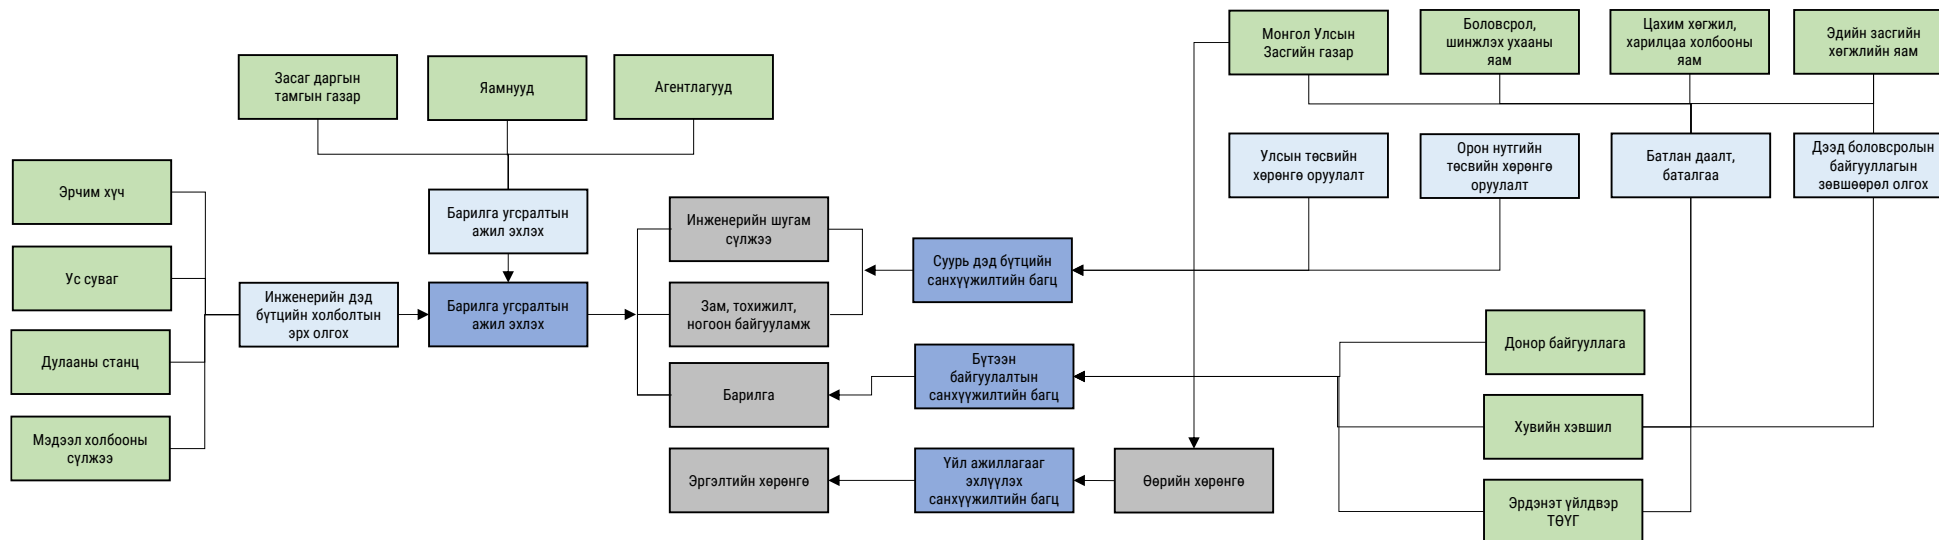 Монгол Улсын
Засгийн газар
Боловсрол,
шинжлэх ухааны
яам
Цахим хөгжил,
харилцаа холбооны
яам
Эдийн засгийн
хөгжлийн яам
Засаг даргын
тамгын газар
Яамнууд
Агентлагууд
Улсын төсвийн
хөрөнгө оруулалт
Орон нутгийн
төсвийн хөрөнгө
оруулалт
Батлан даалт,
баталгаа
Дээд боловсролын
байгууллагын
зөвшөөрөл олгох
Эрчим хүч
Ус суваг
Дулааны станц
Мэдээл холбооны
сүлжээ
Инженерийн дэд
бүтцийн холболтын
эрх олгох
Барилга угсралтын
ажил эхлэх
Барилга угсралтын
ажил эхлэх
Инженерийн шугам
сүлжээ
Зам, тохижилт,
ногоон байгууламж
Барилга
Эргэлтийн хөрөнгө
Суурь дэд бүтцийн
санхүүжилтийн багц
Бүтээн
байгуулалтын
санхүүжилтийн багц
Үйл ажиллагааг
эхлүүлэх
санхүүжилтийн багц
Өөрийн хөрөнгө
Донор байгууллага
Хувийн хэвшил
Эрдэнэт үйлдвэр
ТӨҮГ